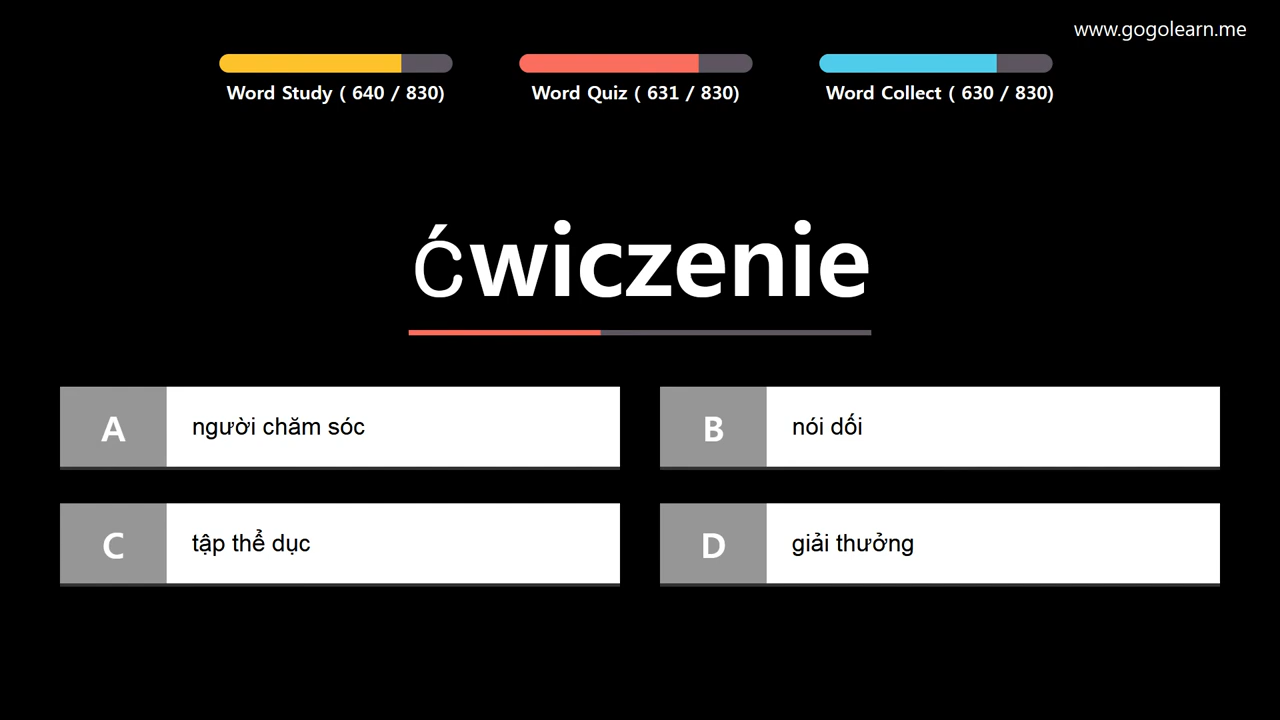 www.gogolearn.me
Word Study ( 640 / 830)
Word Quiz ( 631 / 830)
Word Collect ( 630 / 830)
ćwiczenie
A
người chăm sóc
B
nói dối
C
tập thể dục
D
giải thưởng